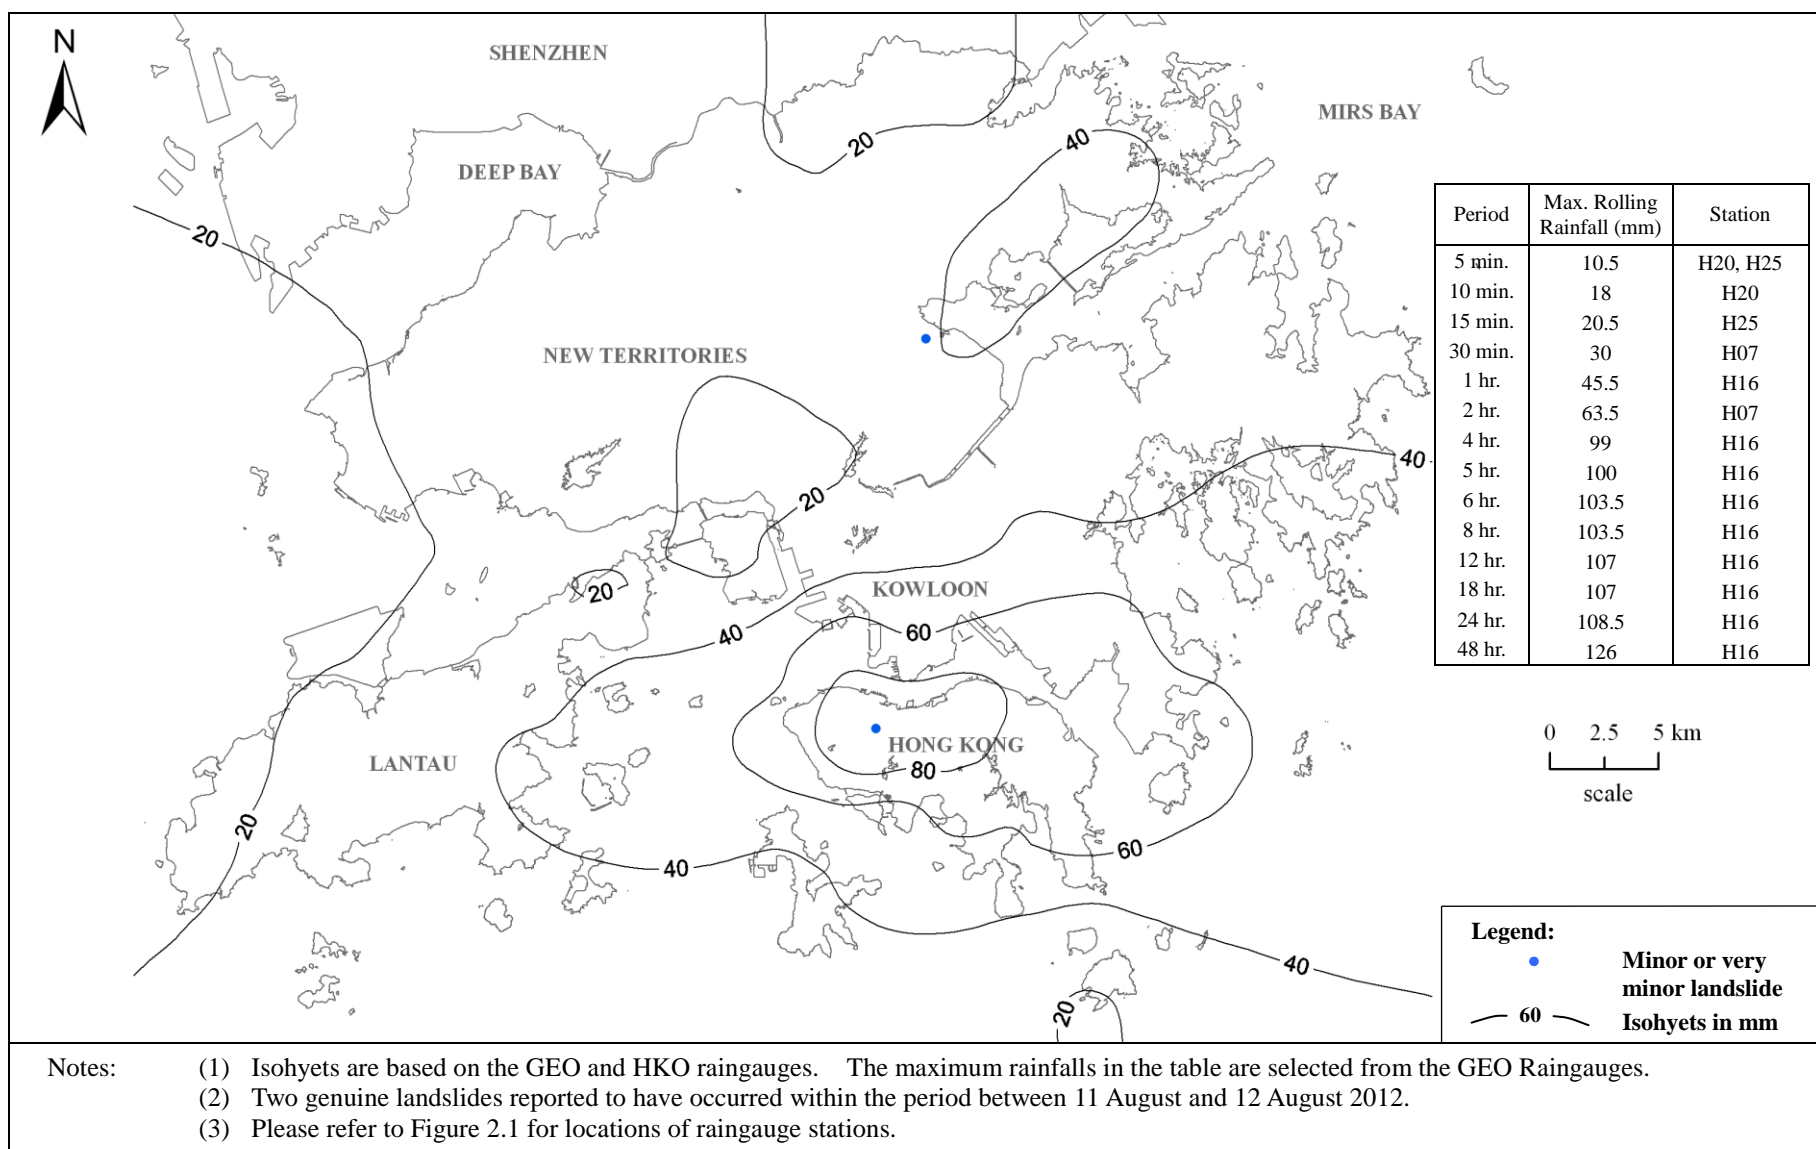 N
SHENZHEN
MIRS BAY
DEEP BAY
20
40
20
NEW TERRITORIES
20
40
20
KOWLOON
40
60
HONG KONG
80
LANTAU
20
40
60
40
20
Period Max. Rolling Rainfall (mm) Station
5 min. 10.5 H20, H25
10 min. 18 H20
15 min. 20.5 H25
30 min. 30 H07
1 hr. 45.5 H16
2 hr. 63.5 H07
4 hr. 99 H16
5 hr. 100 H16
6 hr. 103.5 H16
8 hr. 103.5 H16
12 hr. 107 H16
18 hr. 107 H16
24 hr. 108.5 H16
48 hr. 126 H16
0 2.5 5 km
scale
Legend:
Minor or very
minor landslide
60 Isohyets in mm
Notes: (1) Isohyets are based on the GEO and HKO raingauges. The maximum rainfalls in the table are selected from the GEO Raingauges.
(2) Two genuine landslides reported to have occurred within the period between 11 August and 12 August 2012.
(3) Please refer to Figure 2.1 for locations of raingauge stations.